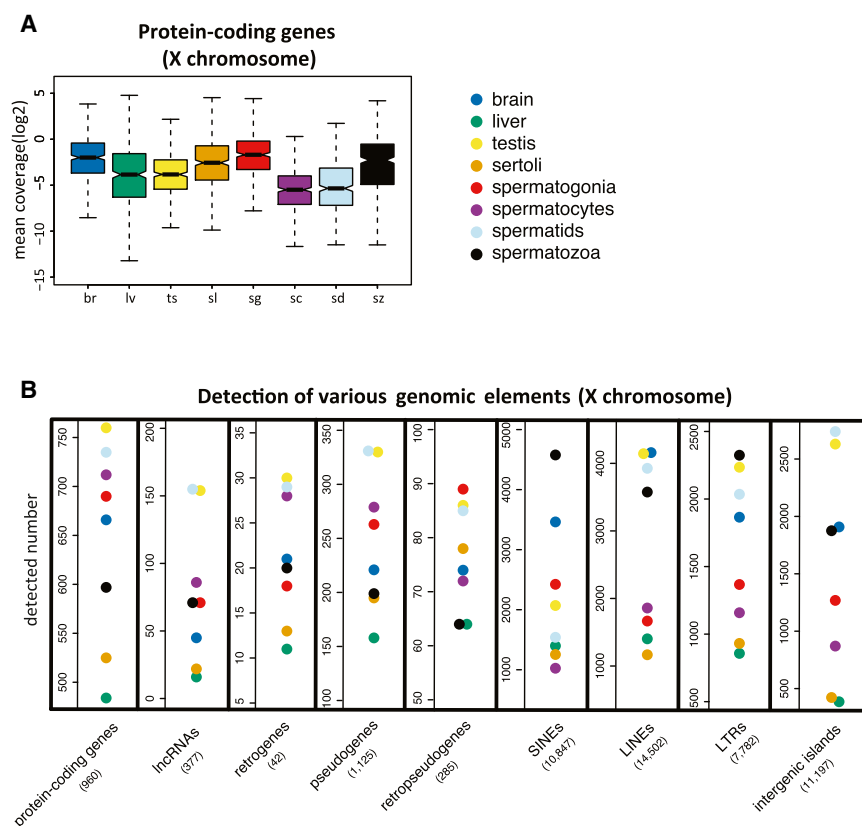 A
Protein-coding genes
(X chromosome)
mean coverage(log2)
5
0
−5
−10
−15
br lv ts sl sg sc sd sz
brain
liver
testis
sertoli
spermatogonia
spermatocytes
spermatids
spermatozoa
B
Detection of various genomic elements (X chromosome)
detected number
750
700
650
600
550
500
200
150
100
50
0
35
30
25
20
15
10
5
350
300
250
200
150
100
100
90
80
70
60
50
5000
4000
3000
2000
1000
4000
3000
2000
1000
2500
2000
1500
1000
500
2500
2000
1500
1000
500
protein-coding genes
(960)
lncRNAs
(377)
retrogenes
(42)
pseudogenes
(1,125)
retropseudogenes
(285)
SINEs
(10,847)
LINEs
(14,502)
LTRs
(7,782)
intergenic islands
(11,197)